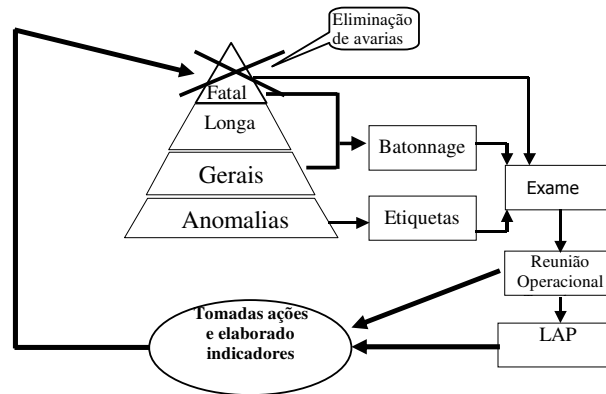 Eliminação
de avarias
Fatal
Longa
Gerais
Anomalias
Batonnage
Etiquetas
Exame
Reunião
Operacional
LAP
Tomadas ações
e elaborado
indicadores